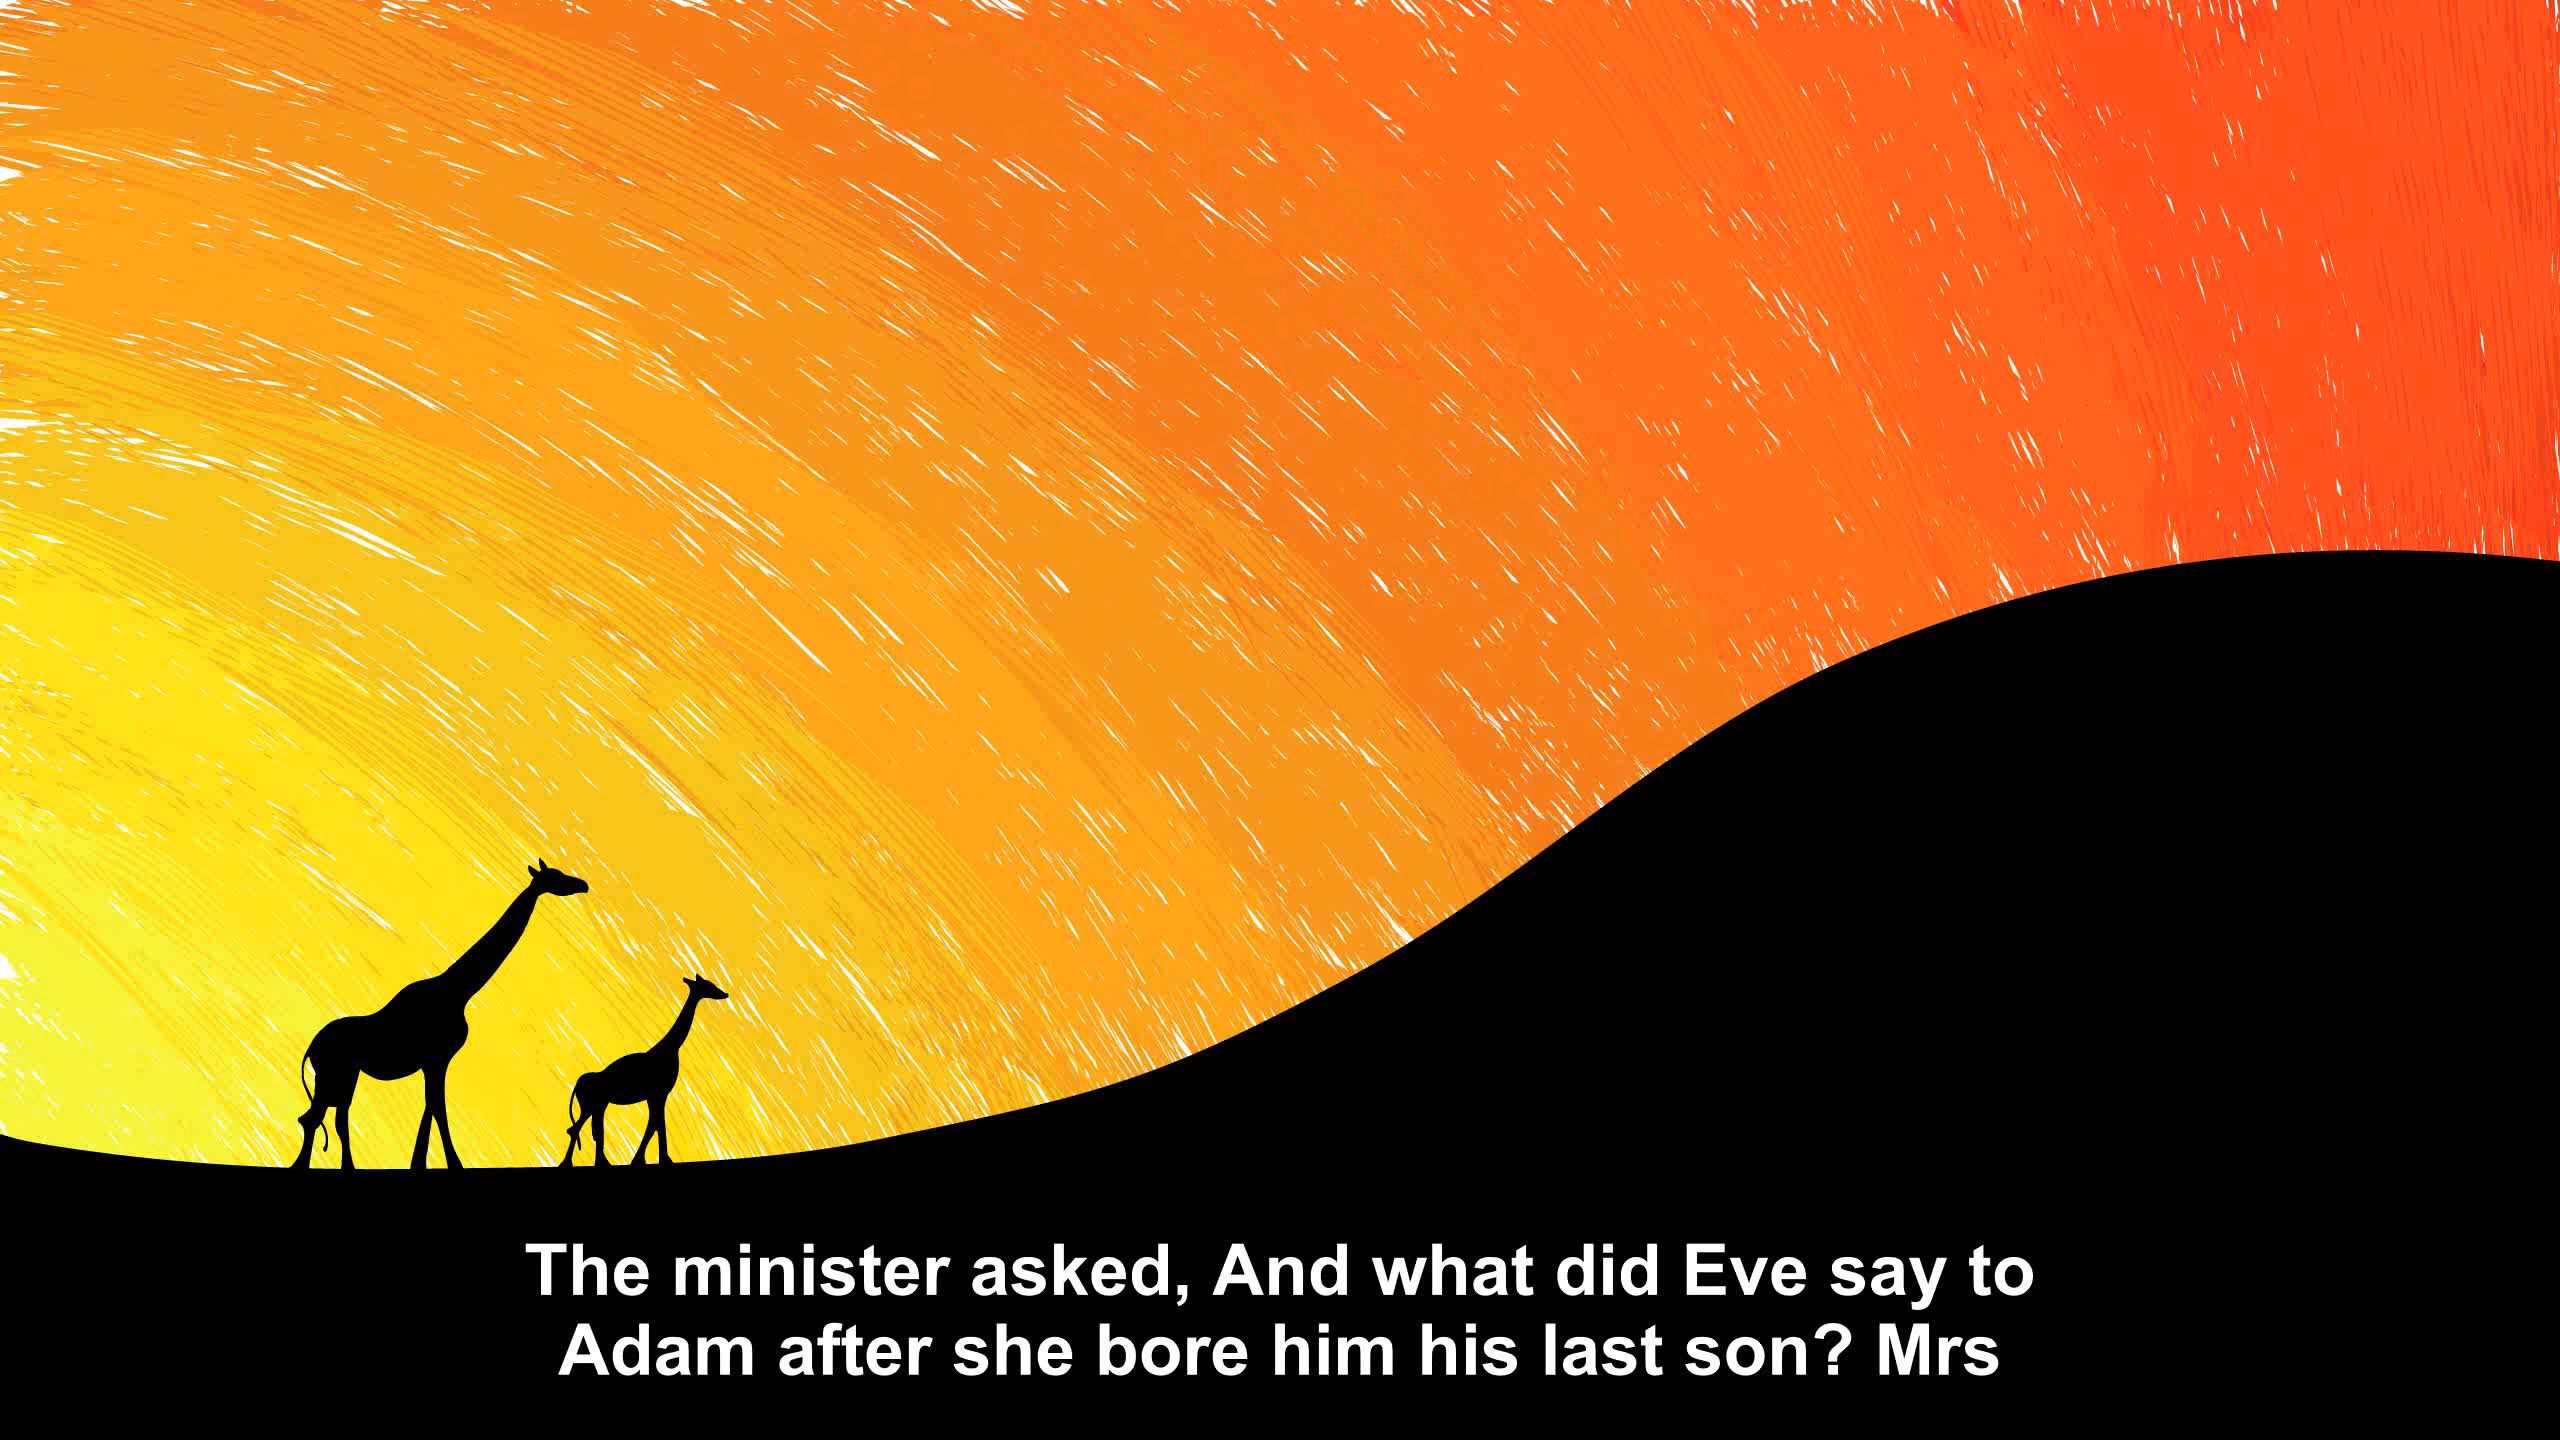 The minister asked, And what did Eve say to
Adam after she bore him his last son? Mrs